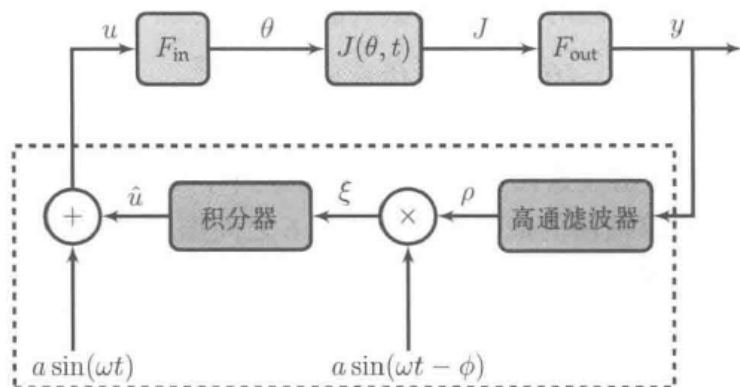 u F_in θ J(θ, t) J F_out y
+ û 积分器 ξ × ρ 高通滤波器
a sin(ωt) a sin(ωt − ϕ)